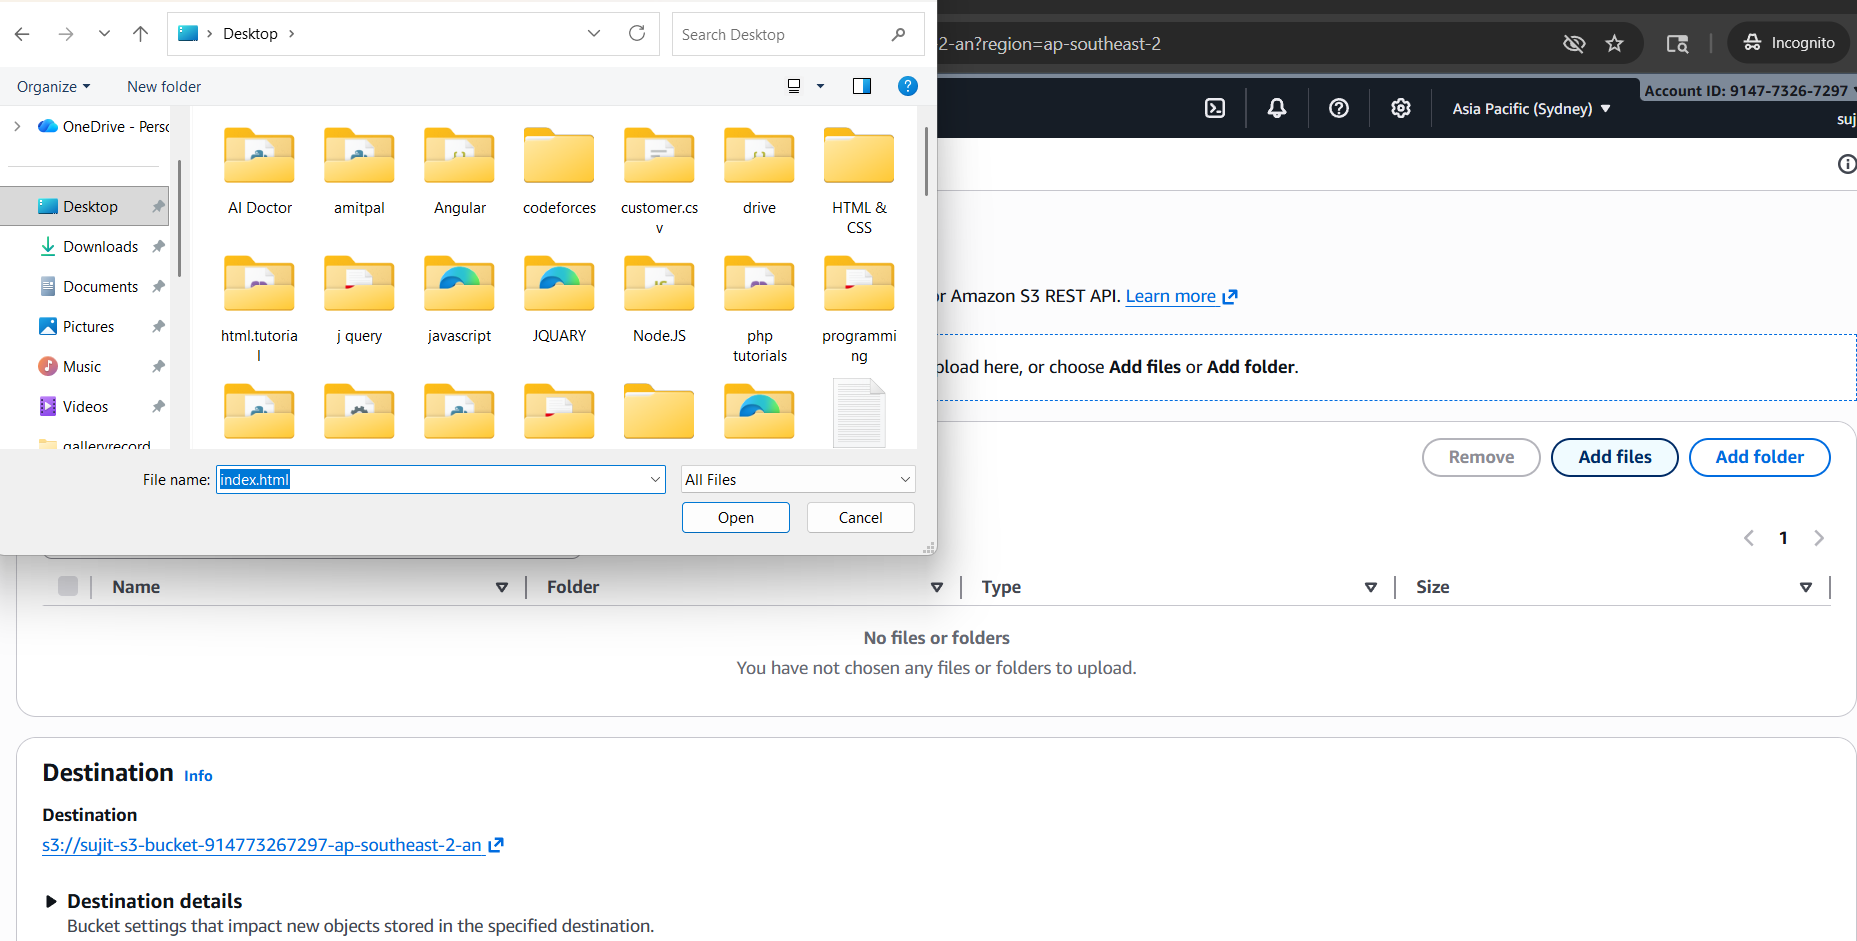 Desktop
Search Desktop
2-an?region=ap-southeast-2
Incognito
Organize
New folder
?
Account ID: 9147-7326-7297
Asia Pacific (Sydney)
suj
OneDrive - Perso
Desktop
Downloads
Documents
Pictures
Music
Videos
galleryrecord
AI Doctor
amitpal
Angular
codeforces
customer.cs
v
drive
HTML &
CSS
html.tutoria
l
j query
javascript
JQUARY
Node.JS
php
tutorials
programmi
ng
File name:
index.html
All Files
Open
Cancel
or Amazon S3 REST API. Learn more
pload here, or choose Add files or Add folder.
Remove
Add files
Add folder
1
Name
Folder
Type
Size
No files or folders
You have not chosen any files or folders to upload.
Destination Info
Destination
s3://sujit-s3-bucket-914773267297-ap-southeast-2-an
Destination details
Bucket settings that impact new objects stored in the specified destination.